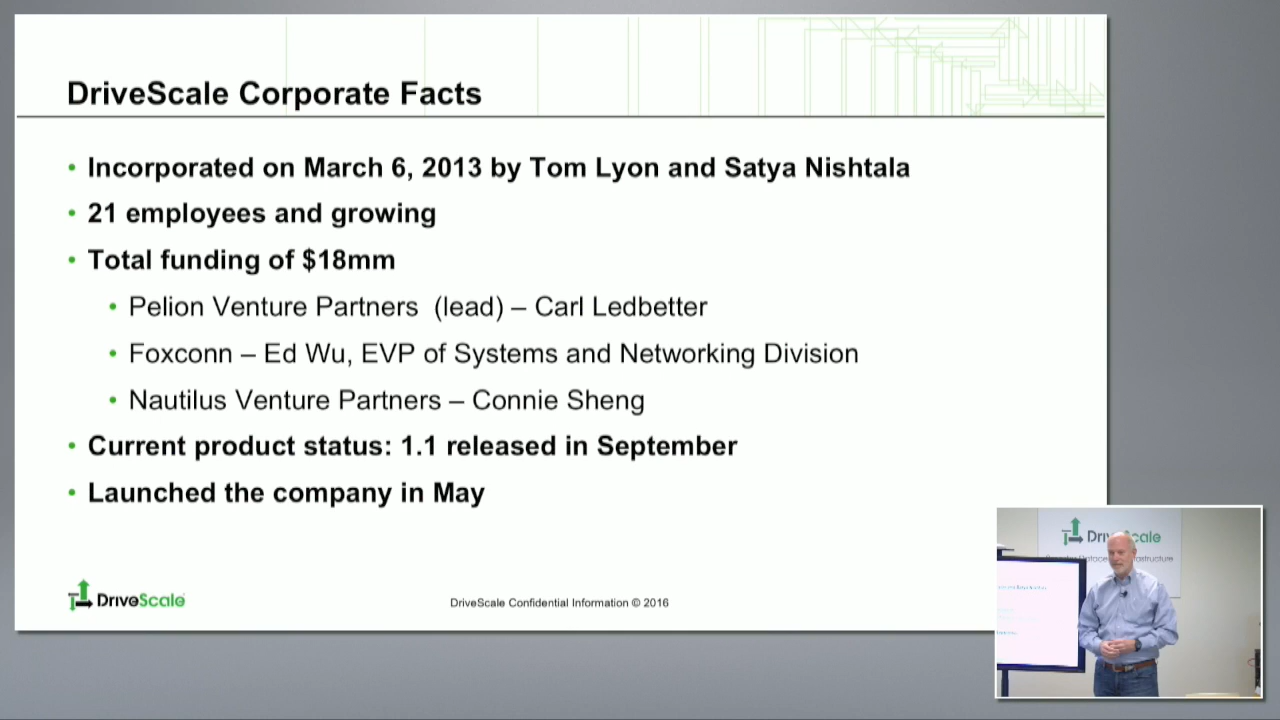 DriveScale Corporate Facts
• Incorporated on March 6, 2013 by Tom Lyon and Satya Nishtala
• 21 employees and growing
• Total funding of $18mm
• Pelion Venture Partners (lead) – Carl Ledbetter
• Foxconn – Ed Wu, EVP of Systems and Networking Division
• Nautilus Venture Partners – Connie Sheng
• Current product status: 1.1 released in September
• Launched the company in May
DriveScale
DriveScale Confidential Information © 2016
DriveScale